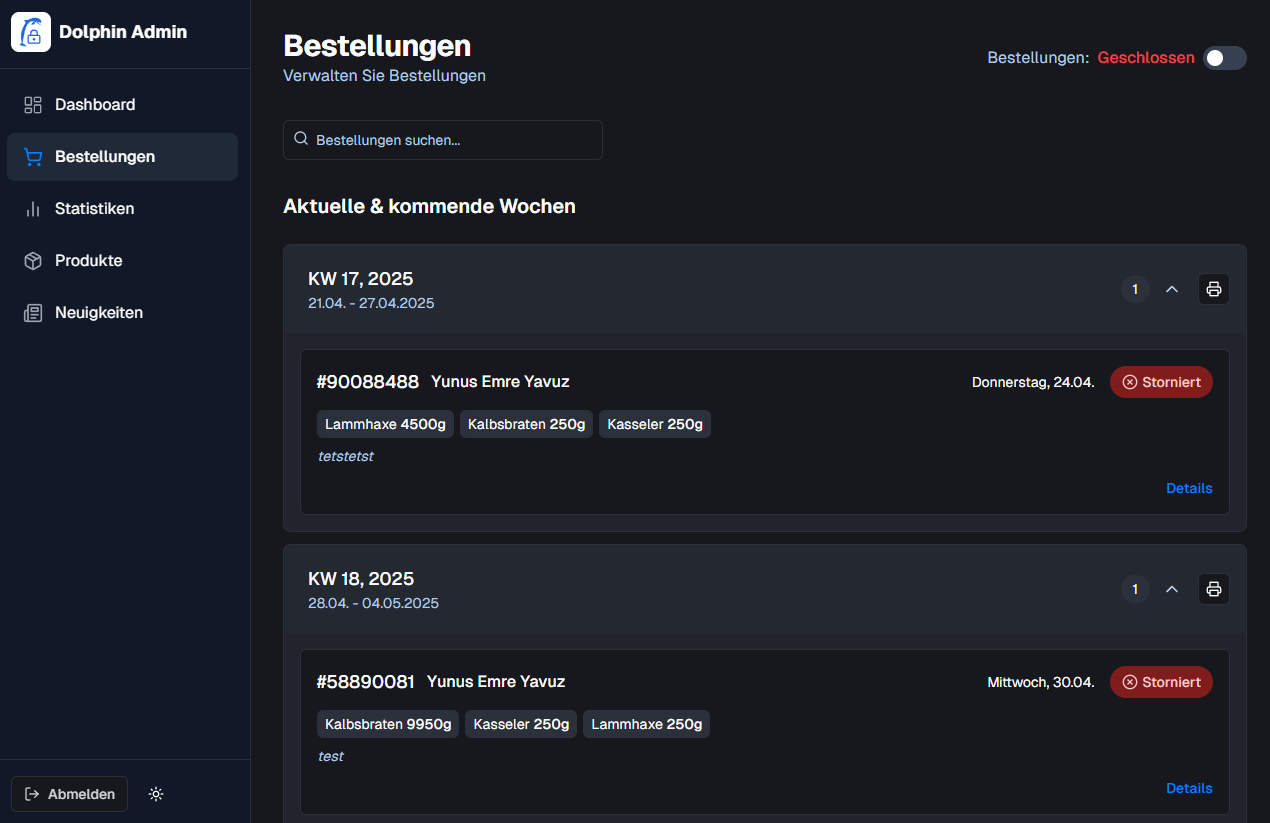 Dolphin Admin
Dashboard
Bestellungen
Statistiken
Produkte
Neuigkeiten
Abmelden
Bestellungen
Verwalten Sie Bestellungen
Bestellungen: Geschlossen
Bestellungen suchen...
Aktuelle & kommende Wochen
KW 17, 2025
21.04. - 27.04.2025
1
#90088488 Yunus Emre Yavuz
Donnerstag, 24.04. Storniert
Lammhaxe 4500g Kalbsbraten 250g Kasseler 250g
tetstetst
Details
KW 18, 2025
28.04. - 04.05.2025
1
#58890081 Yunus Emre Yavuz
Mittwoch, 30.04. Storniert
Kalbsbraten 9950g Kasseler 250g Lammhaxe 250g
test
Details